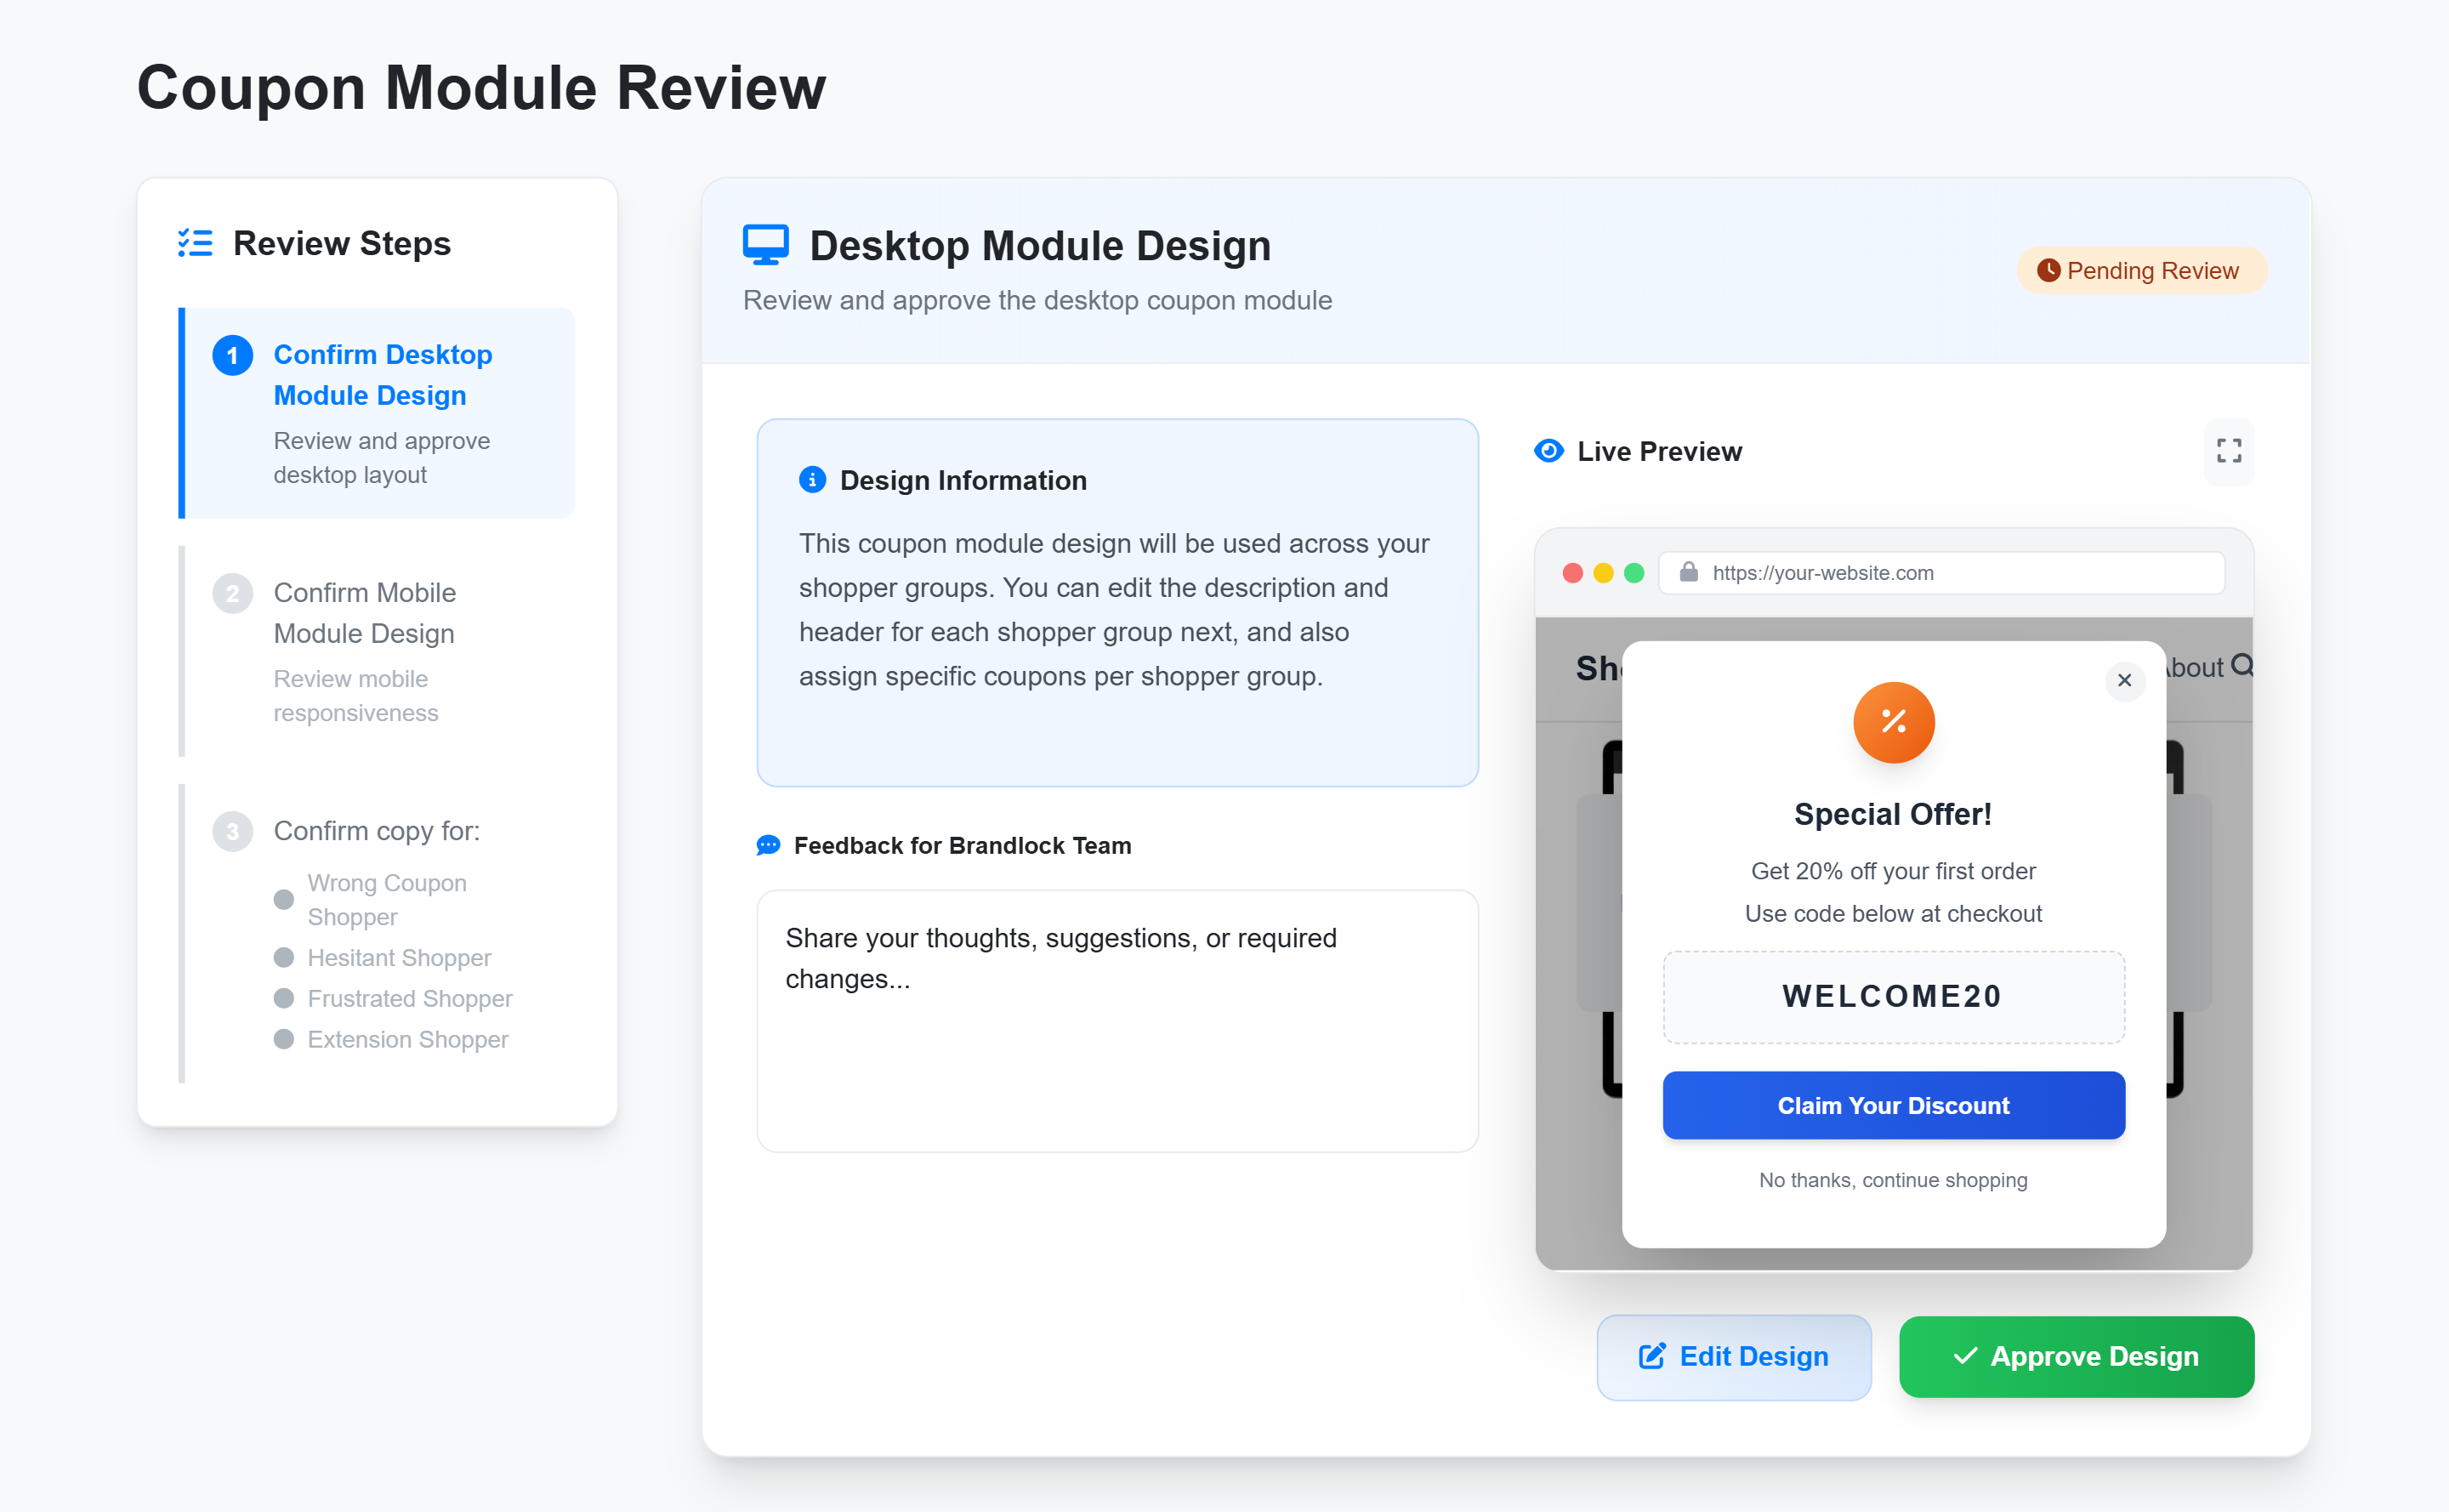 Coupon Module Review
Review Steps
1
Confirm Desktop
Module Design
Review and approve
desktop layout
2
Confirm Mobile
Module Design
Review mobile
responsiveness
3
Confirm copy for:
Wrong Coupon
Shopper
Hesitant Shopper
Frustrated Shopper
Extension Shopper
Desktop Module Design
Review and approve the desktop coupon module
Pending Review
Design Information
This coupon module design will be used across your
shopper groups. You can edit the description and
header for each shopper group next, and also
assign specific coupons per shopper group.
Feedback for Brandlock Team
Share your thoughts, suggestions, or required
changes...
Live Preview
https://your-website.com
About
Special Offer!
Get 20% off your first order
Use code below at checkout
WELCOME20
Claim Your Discount
No thanks, continue shopping
Edit Design
Approve Design